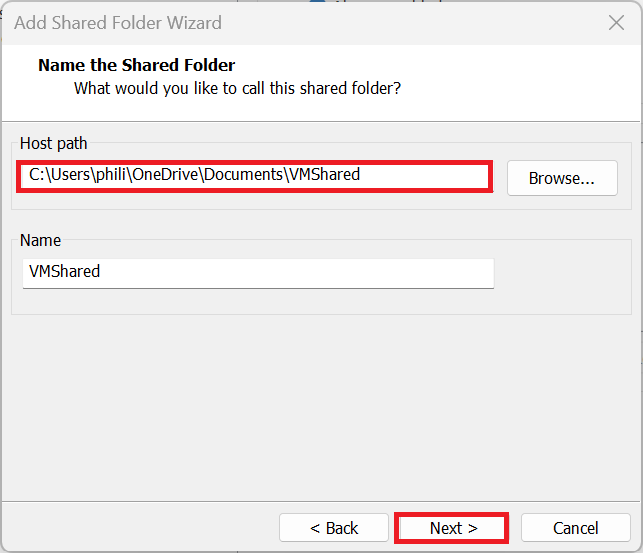 Add Shared Folder Wizard
Name the Shared Folder
What would you like to call this shared folder?
Host path
C:\Users\phili\OneDrive\Documents\VMShared
Browse...
Name
VMShared
< Back
Next >
Cancel